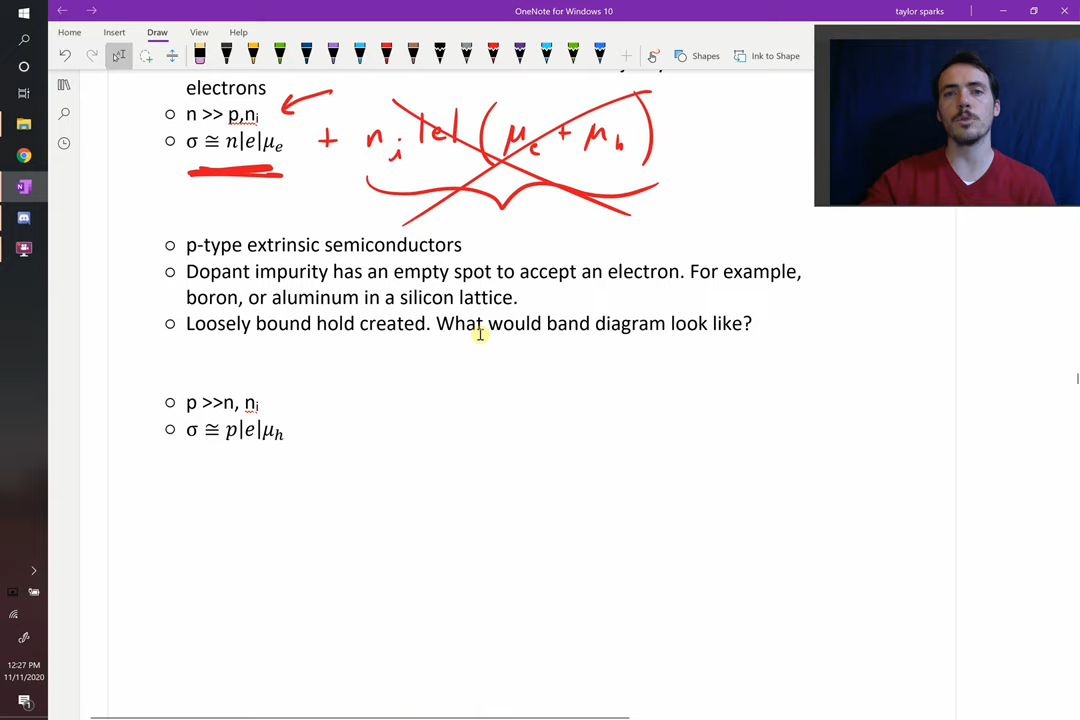 OneNote for Windows 10
taylor sparks
Home Insert Draw View Help
Shapes
Ink to Shape
electrons
n >> p,nᵢ
σ ≅ n|e|μₑ + nᵢ |e| (μₑ + μₕ)
p-type extrinsic semiconductors
Dopant impurity has an empty spot to accept an electron. For example,
boron, or aluminum in a silicon lattice.
Loosely bound hold created. What would band diagram look like?
p >>n, nᵢ
σ ≅ p|e|μₕ
12:27 PM
11/11/2020